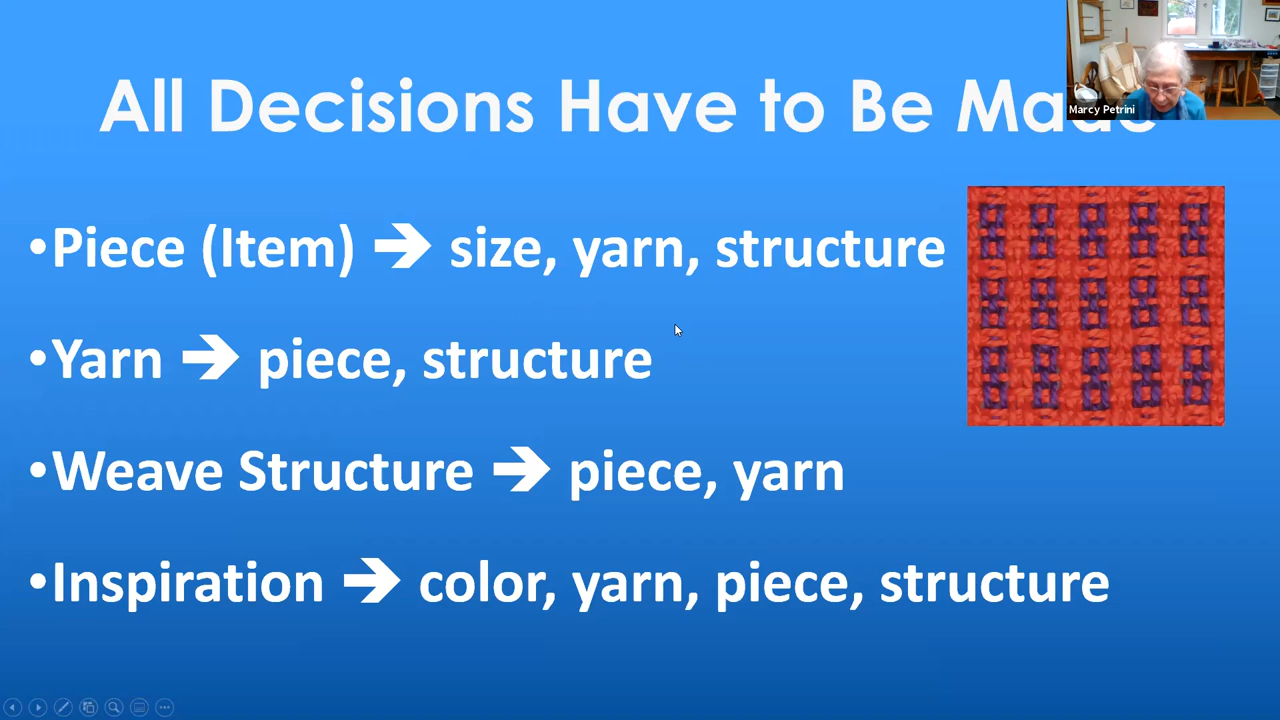 All Decisions Have to Be Made
Marcy Petrini
•Piece (Item) ➔ size, yarn, structure
•Yarn ➔ piece, structure
•Weave Structure ➔ piece, yarn
•Inspiration ➔ color, yarn, piece, structure